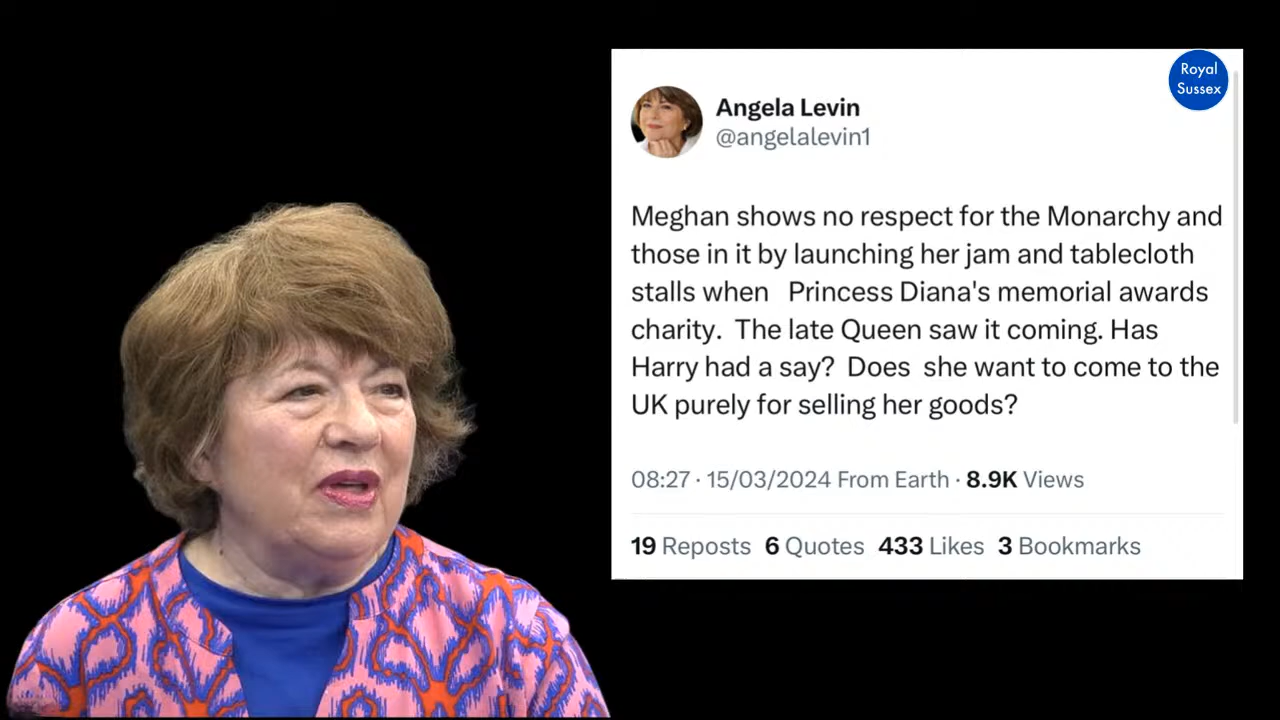 Royal
Sussex
Angela Levin
@angelalevin1
Meghan shows no respect for the Monarchy and
those in it by launching her jam and tablecloth
stalls when   Princess Diana's memorial awards
charity.  The late Queen saw it coming. Has
Harry had a say?  Does  she want to come to the
UK purely for selling her goods?
08:27 · 15/03/2024 From Earth · 8.9K Views
19 Reposts 6 Quotes 433 Likes 3 Bookmarks